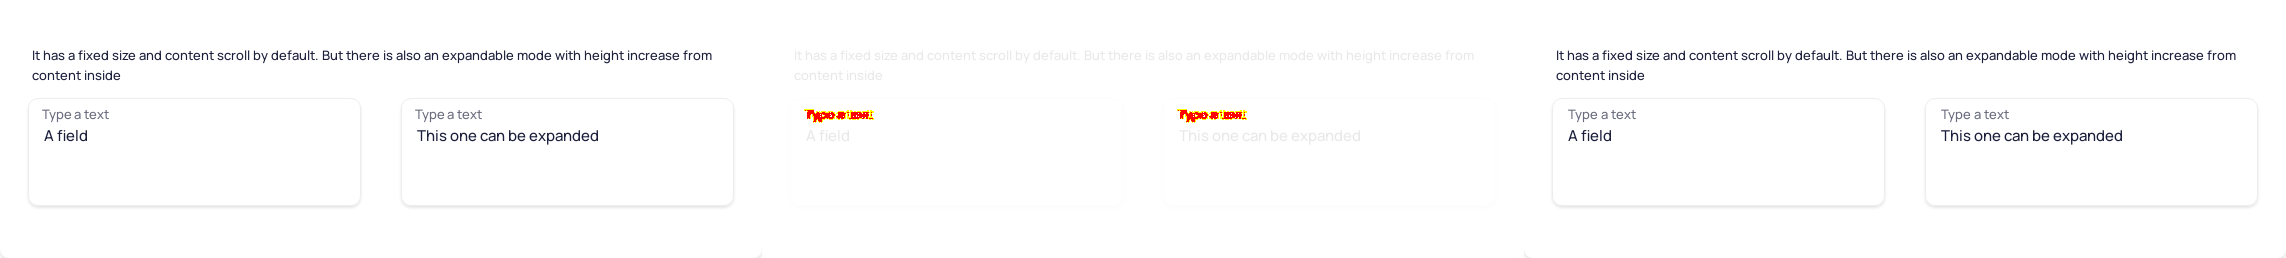 It has a fixed size and content scroll by default. But there is also an expandable mode with height increase from
content inside
Type a text
A field
Type a text
This one can be expanded
It has a fixed size and content scroll by default. But there is also an expandable mode with height increase from
content inside
A field
This one can be expanded
It has a fixed size and content scroll by default. But there is also an expandable mode with height increase from
content inside
Type a text
A field
Type a text
This one can be expanded